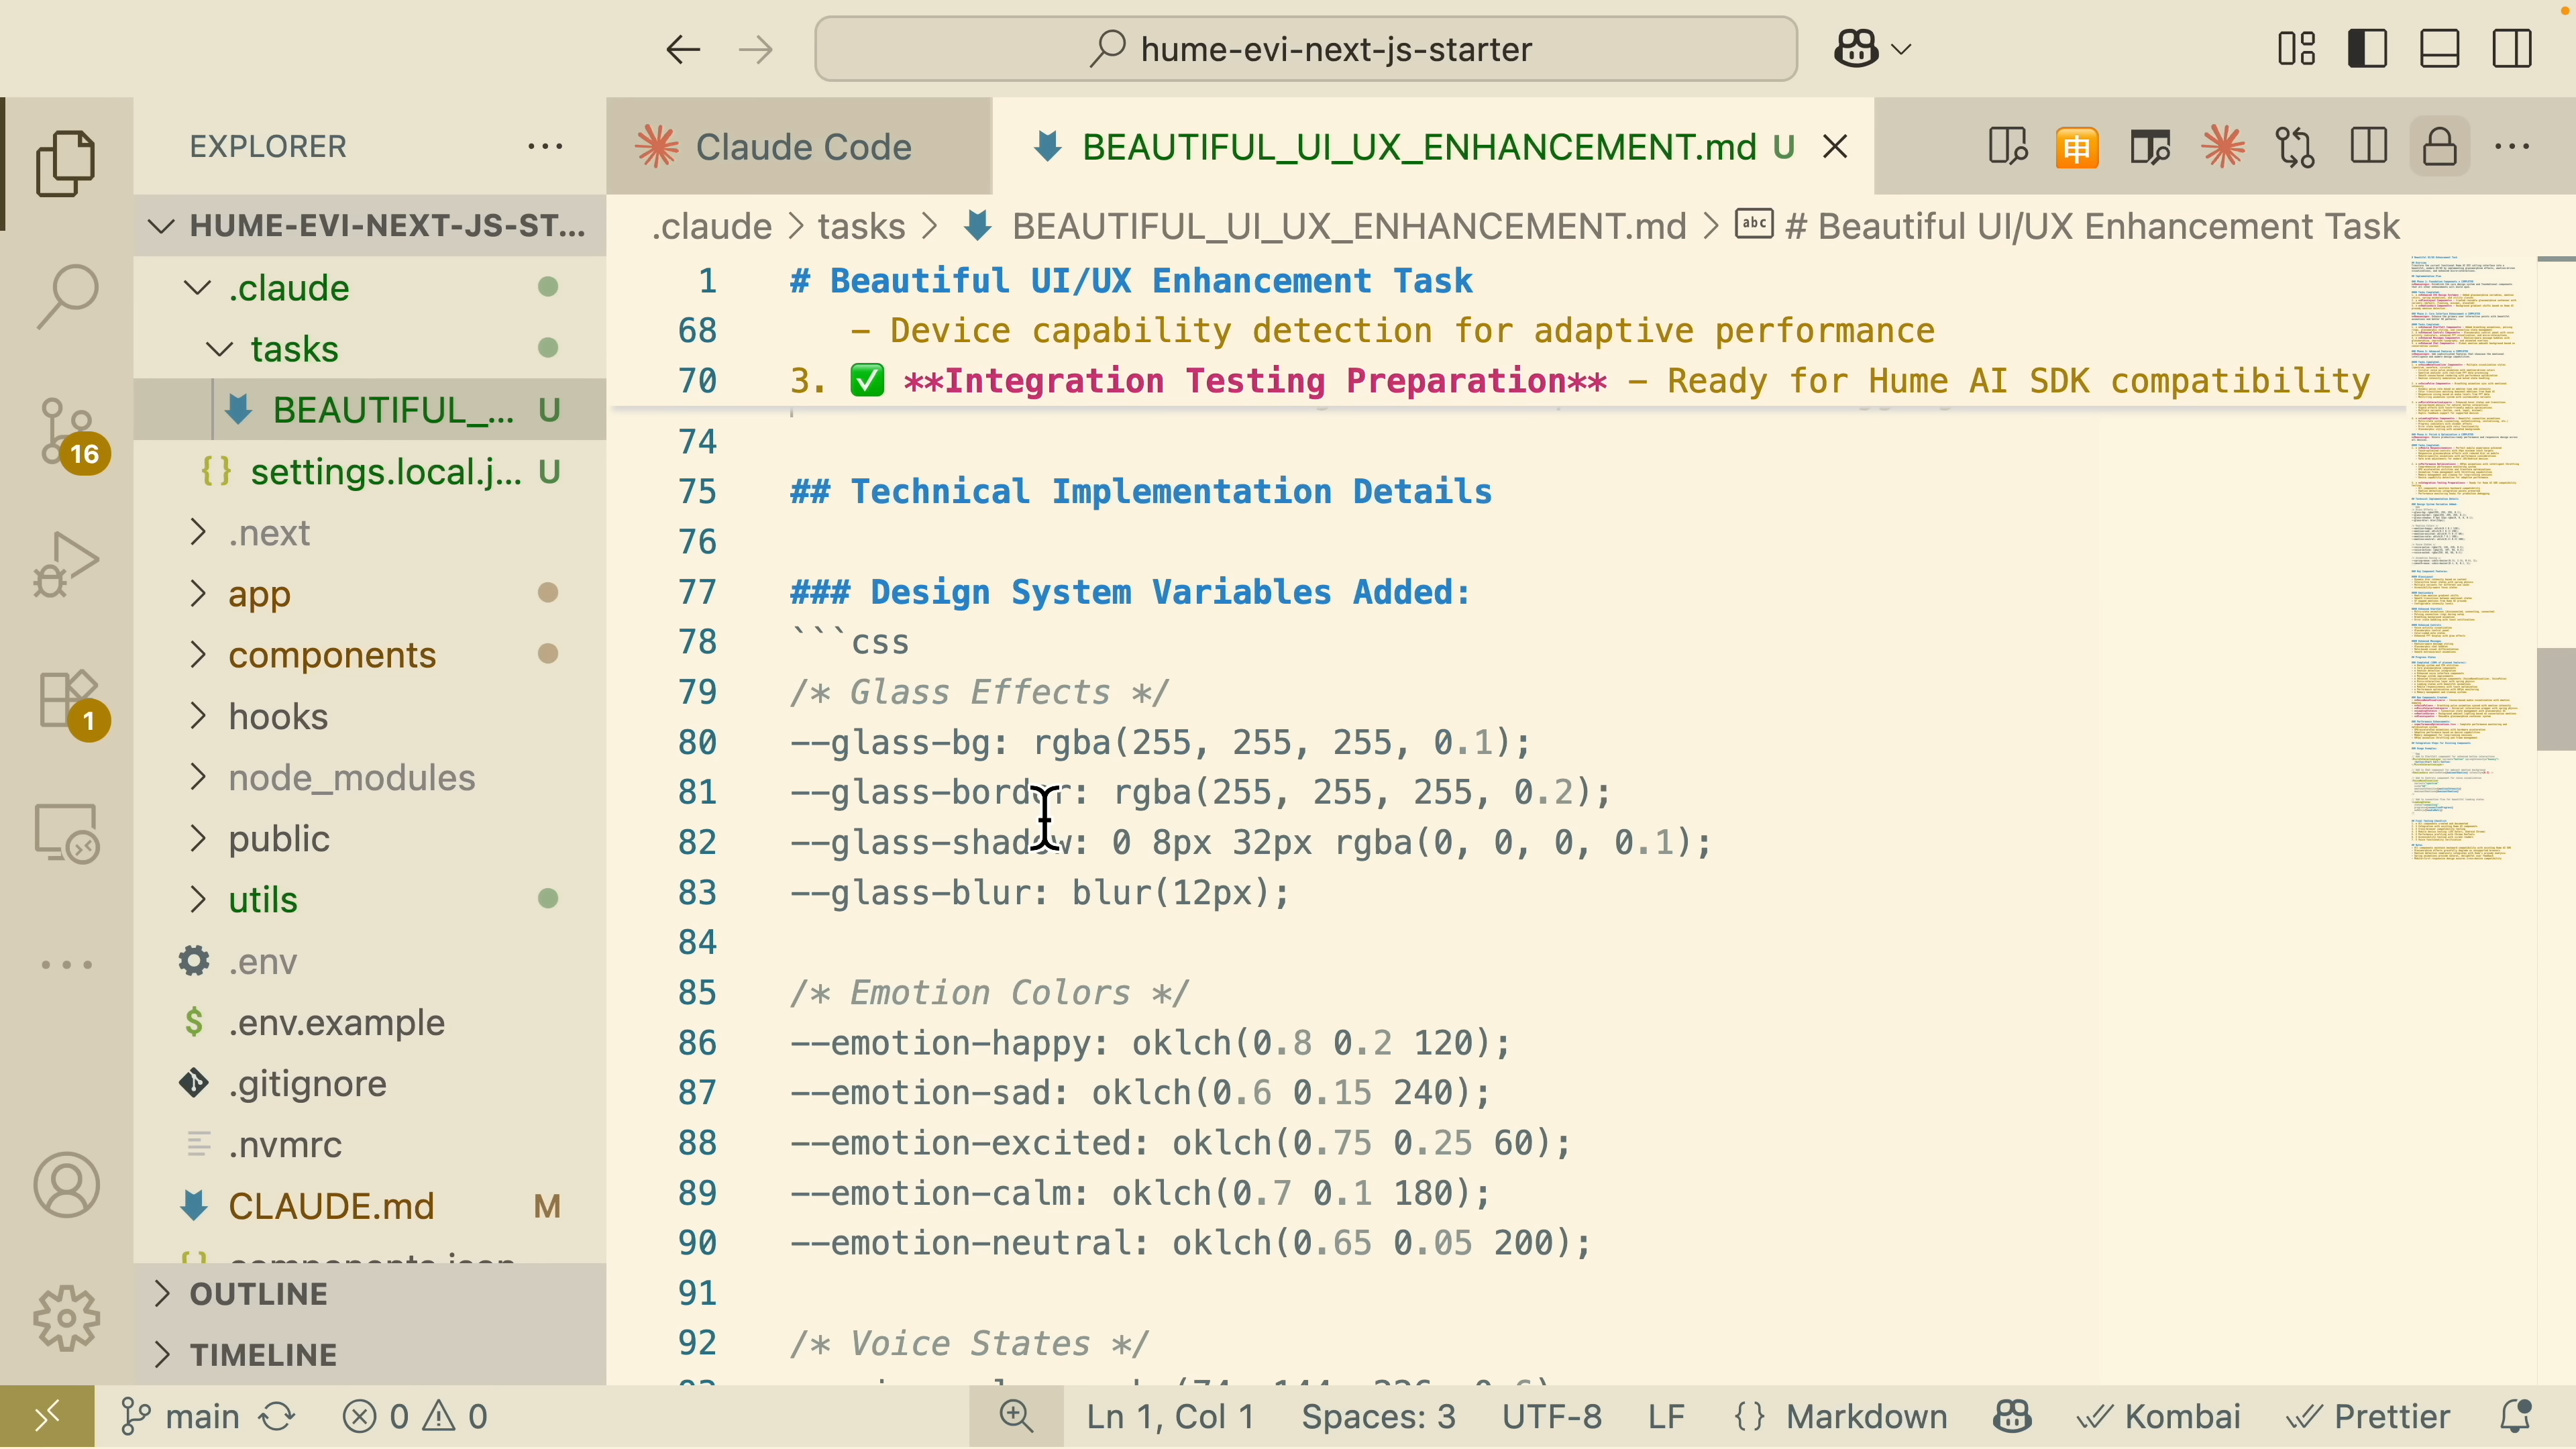 hume-evi-next-js-starter
EXPLORER
Claude Code
BEAUTIFUL_UI_UX_ENHANCEMENT.md U
申
HUME-EVI-NEXT-JS-ST...
.claude
tasks
BEAUTIFUL_... U
settings.local.j... U
.next
app
components
hooks
node_modules
public
utils
.env
.env.example
.gitignore
.nvmrc
CLAUDE.md M
components.json
OUTLINE
TIMELINE
16
1
.claude > tasks > BEAUTIFUL_UI_UX_ENHANCEMENT.md > abc # Beautiful UI/UX Enhancement Task
1 # Beautiful UI/UX Enhancement Task
68 - Device capability detection for adaptive performance
70 3. ✅ **Integration Testing Preparation** - Ready for Hume AI SDK compatibility
74
75 ## Technical Implementation Details
76
77 ### Design System Variables Added:
78 ```css
79 /* Glass Effects */
80 --glass-bg: rgba(255, 255, 255, 0.1);
81 --glass-border: rgba(255, 255, 255, 0.2);
82 --glass-shadow: 0 8px 32px rgba(0, 0, 0, 0.1);
83 --glass-blur: blur(12px);
84
85 /* Emotion Colors */
86 --emotion-happy: oklch(0.8 0.2 120);
87 --emotion-sad: oklch(0.6 0.15 240);
88 --emotion-excited: oklch(0.75 0.25 60);
89 --emotion-calm: oklch(0.7 0.1 180);
90 --emotion-neutral: oklch(0.65 0.05 200);
91
92 /* Voice States */
main 0 0 Ln 1, Col 1 Spaces: 3 UTF-8 LF {} Markdown Kombai Prettier